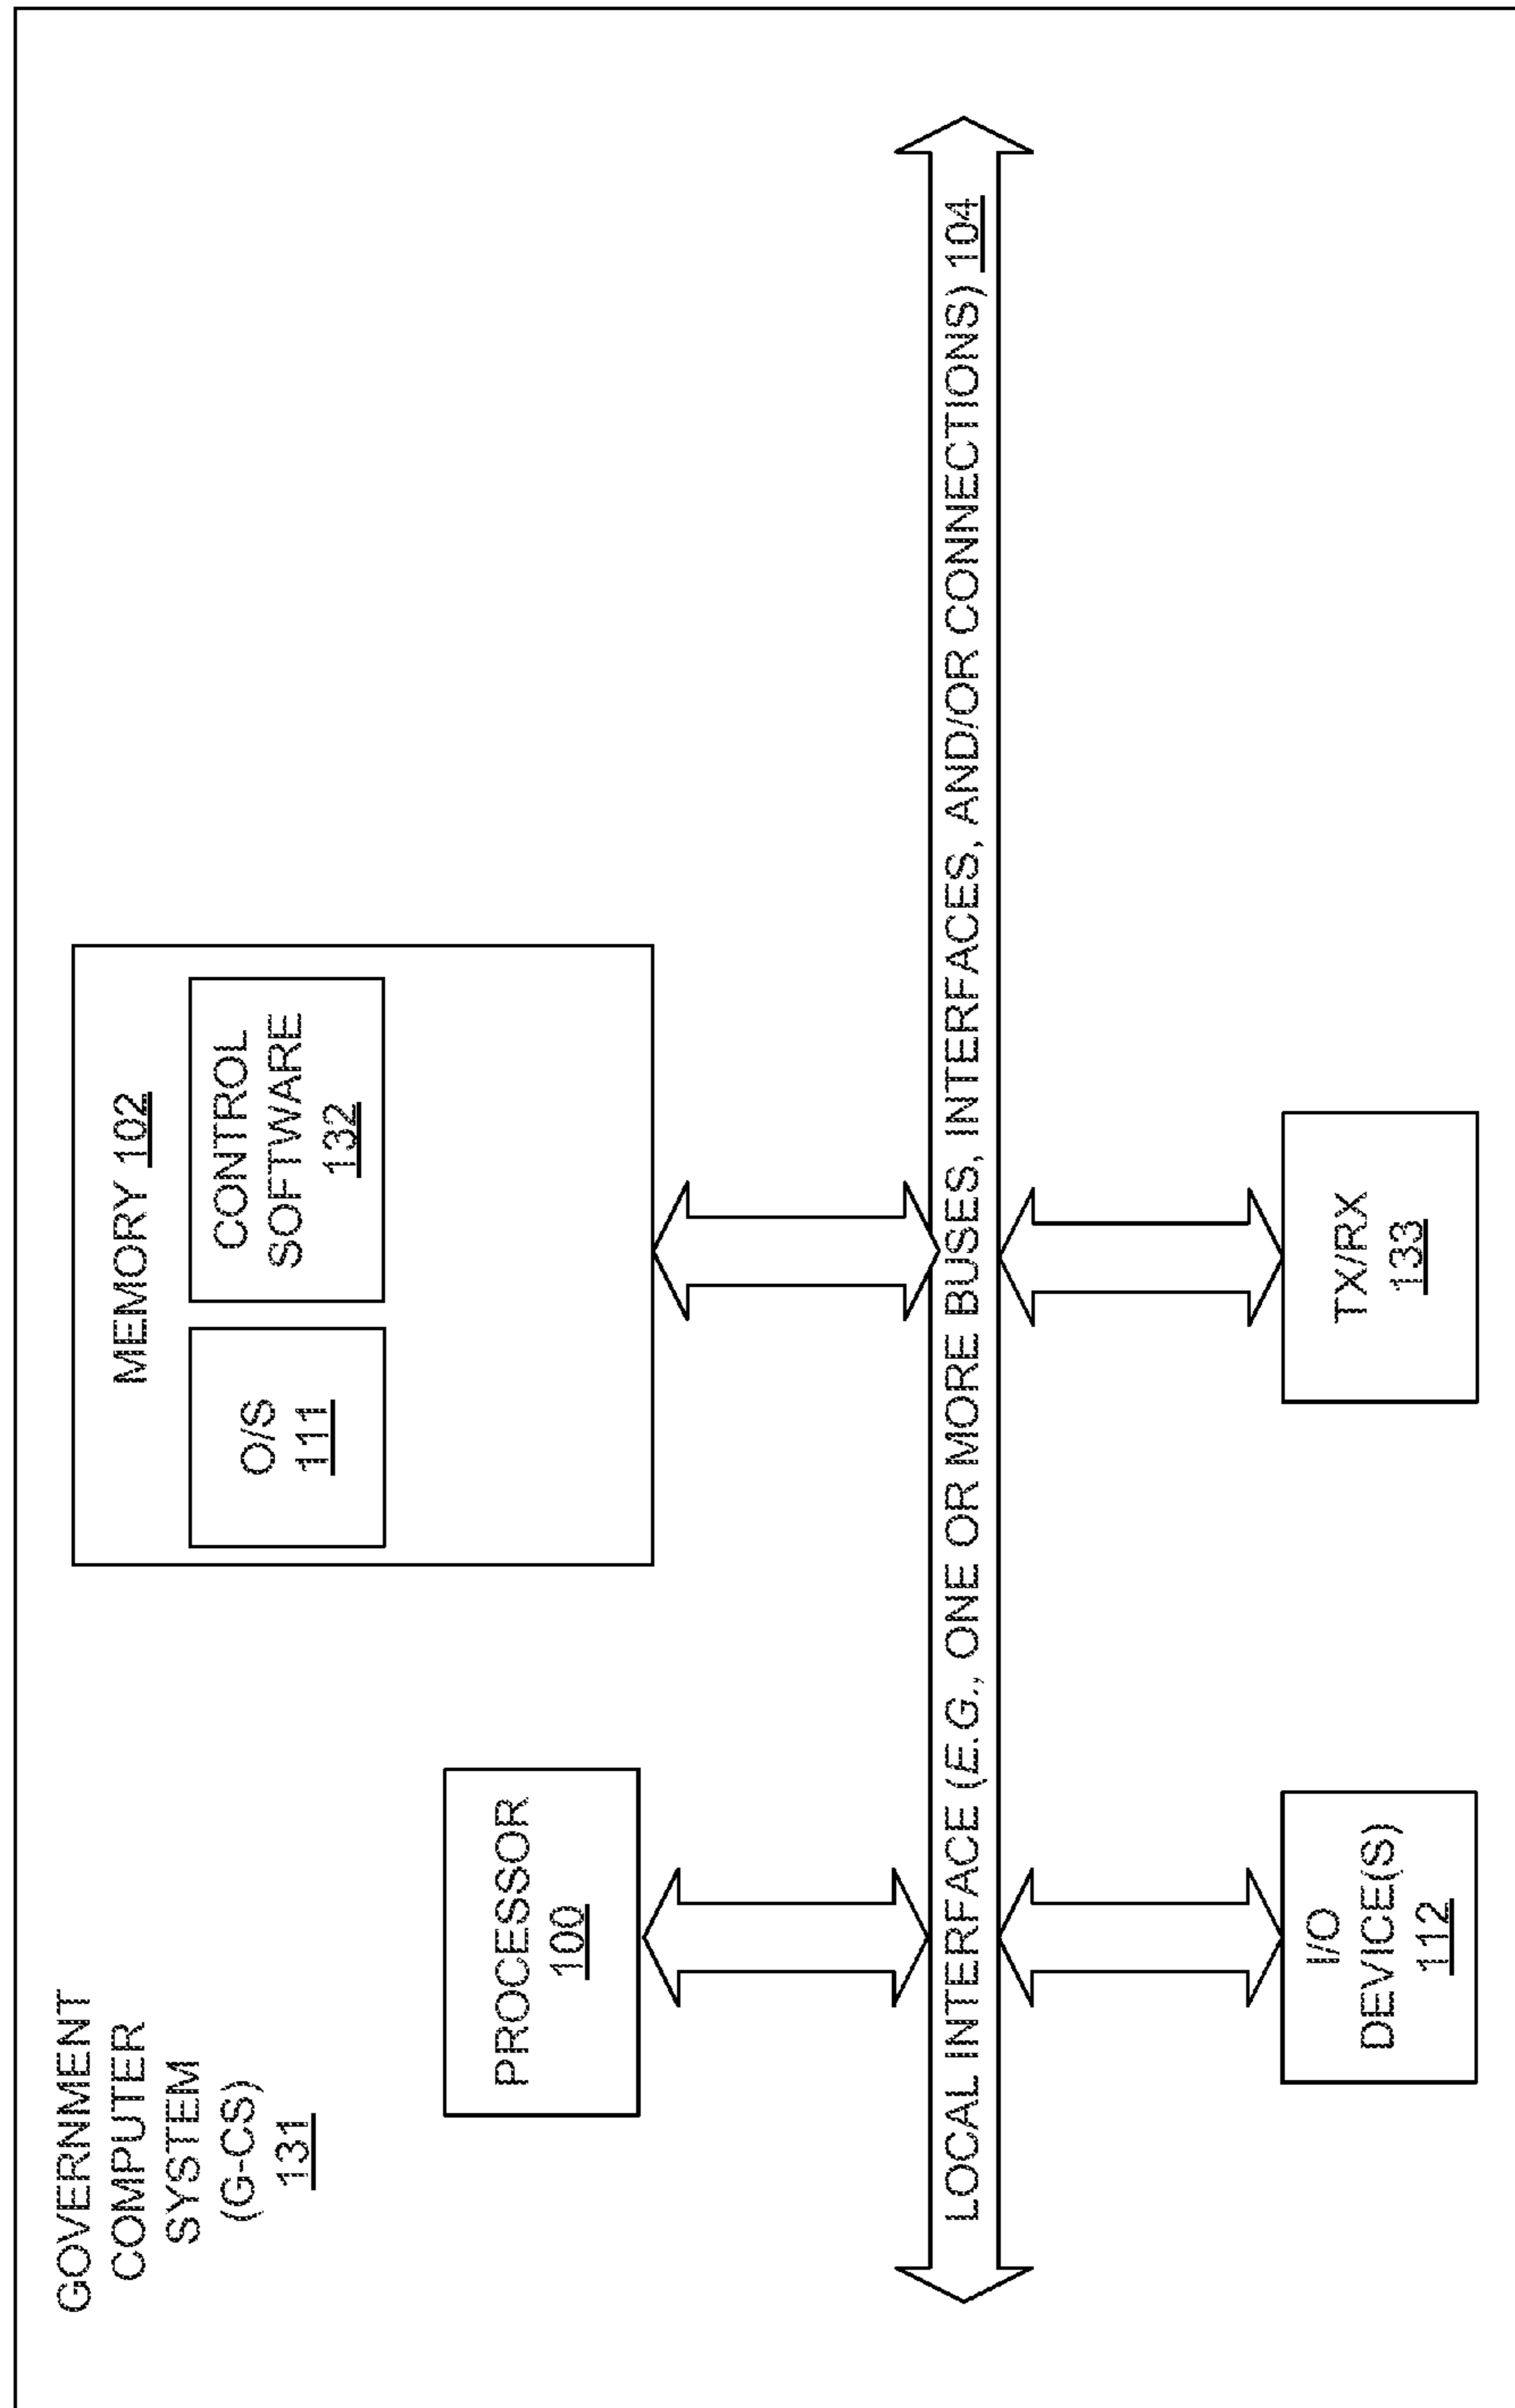 GOVERNMENT
COMPUTER
SYSTEM
(G-CS)
131
MEMORY 102
O/S
111
CONTROL
SOFTWARE
132
PROCESSOR
100
LOCAL INTERFACE (E.G., ONE OR MORE BUSES, INTERFACES, AND/OR CONNECTIONS) 104
I/O
DEVICE(S)
112
TX/RX
133